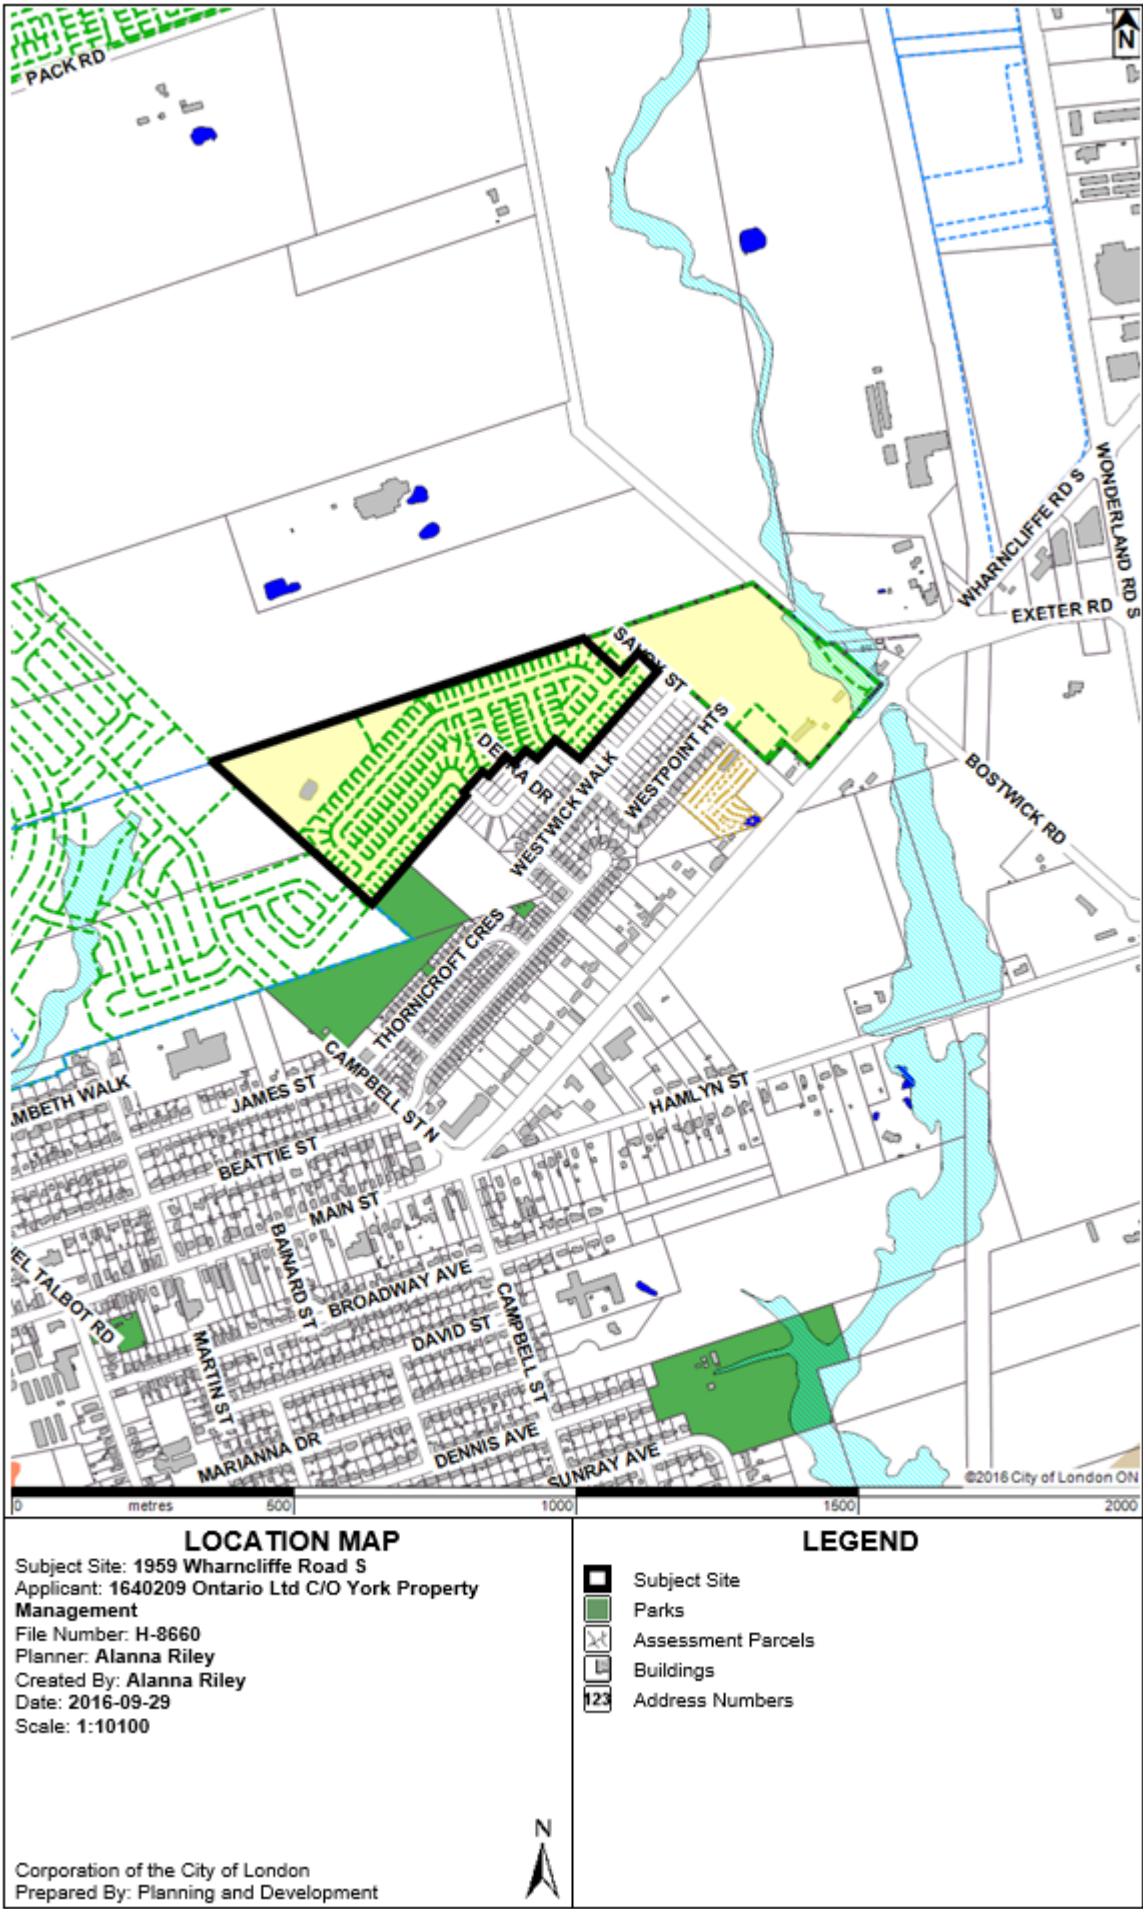 N
PACK RD
WONDERLAND RD S
WHARNCLIFFE RD S
EXETER RD
SAVOY ST
WESTPOINT HTS
DR
WESTWICK WALK
BOSTWICK RD
THORNICROFT CRES
CAMPBELL ST N
HAMLYN ST
MBETH WALK
JAMES ST
BEATTIE ST
MAIN ST
BAINARD ST
EL TALBOT RD
BROADWAY AVE
CAMPBELL ST
DAVID ST
MARTIN ST
MARIANNA DR
DENNIS AVE
SUNRAY AVE
©2016 City of London ON
0 metres 500 1000 1500 2000
LOCATION MAP
Subject Site: 1959 Wharncliffe Road S
Applicant: 1640209 Ontario Ltd C/O York Property
Management
File Number: H-8660
Planner: Alanna Riley
Created By: Alanna Riley
Date: 2016-09-29
Scale: 1:10100
N
Corporation of the City of London
Prepared By: Planning and Development
LEGEND
Subject Site
Parks
Assessment Parcels
Buildings
123 Address Numbers